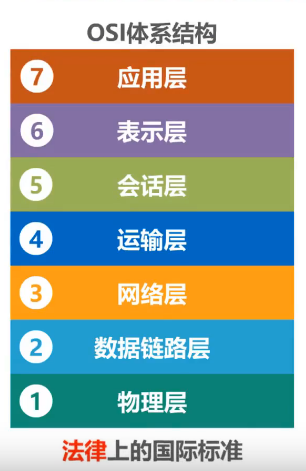 OSI体系结构
7 应用层
6 表示层
5 会话层
4 运输层
3 网络层
2 数据链路层
1 物理层
法律上的国际标准